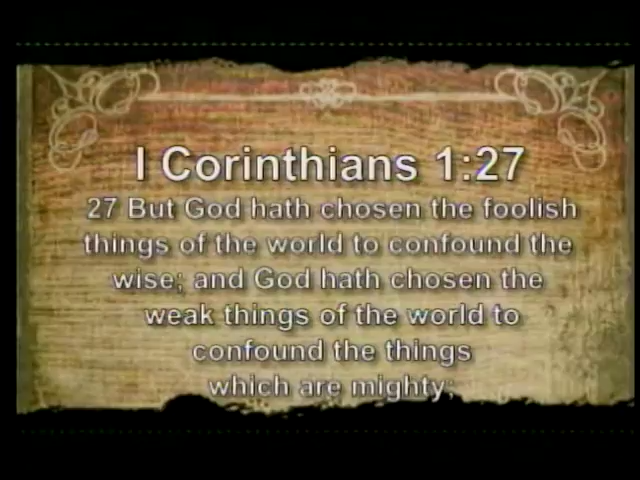 I Corinthians 1:27
27 But God hath chosen the foolish
things of the world to confound the
wise; and God hath chosen the
weak things of the world to
confound the things
which are mighty;